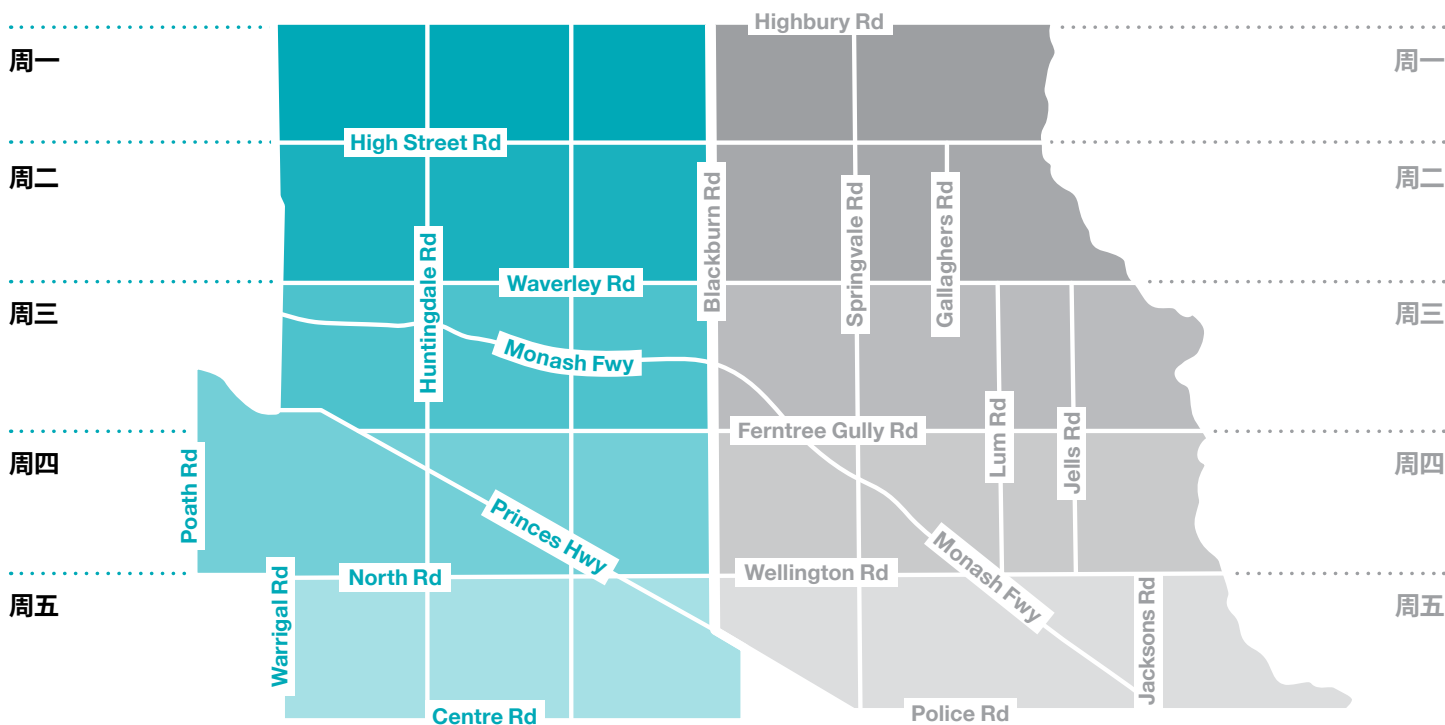 Highbury Rd
周一
周一
High Street Rd
周二
周二
Blackburn Rd
Springvale Rd
Gallaghers Rd
Huntingdale Rd
Waverley Rd
周三
周三
Monash Fwy
Lum Rd
Jells Rd
Ferntree Gully Rd
周四
周四
Poath Rd
Princes Hwy
Monash Fwy
North Rd
Wellington Rd
周五
周五
Warrigal Rd
Jacksons Rd
Centre Rd
Police Rd